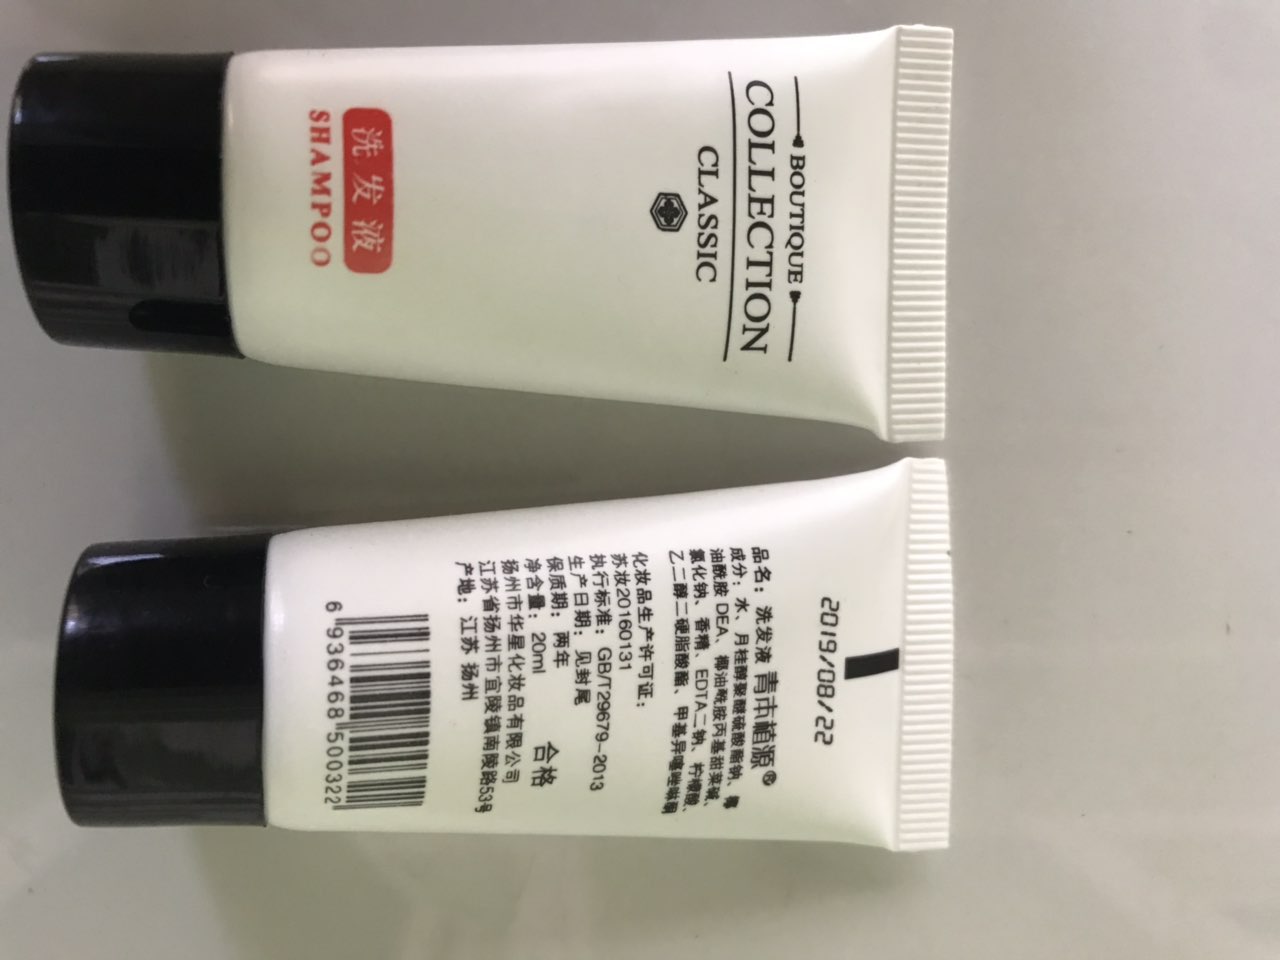 BOUTIQUE
COLLECTION
CLASSIC
洗发液
SHAMPOO
2019/08/22
品名：洗发液 青本植源®
成分：水、月桂醇聚醚硫酸酯钠、椰
油酰胺 DEA、椰油酰胺丙基甜菜碱、
氯化钠、香精、EDTA二钠、柠檬酸、
乙二醇二硬脂酸酯、甲基异噻唑啉酮
化妆品生产许可证：
苏妆20160131
执行标准：GB/T29679-2013
生产日期：见封尾
保质期：两年
净含量：20ml 合格
扬州市华星化妆品有限公司
江苏省扬州市宜陵镇南陵路53号
产地：江苏 扬州
6 936468 500322